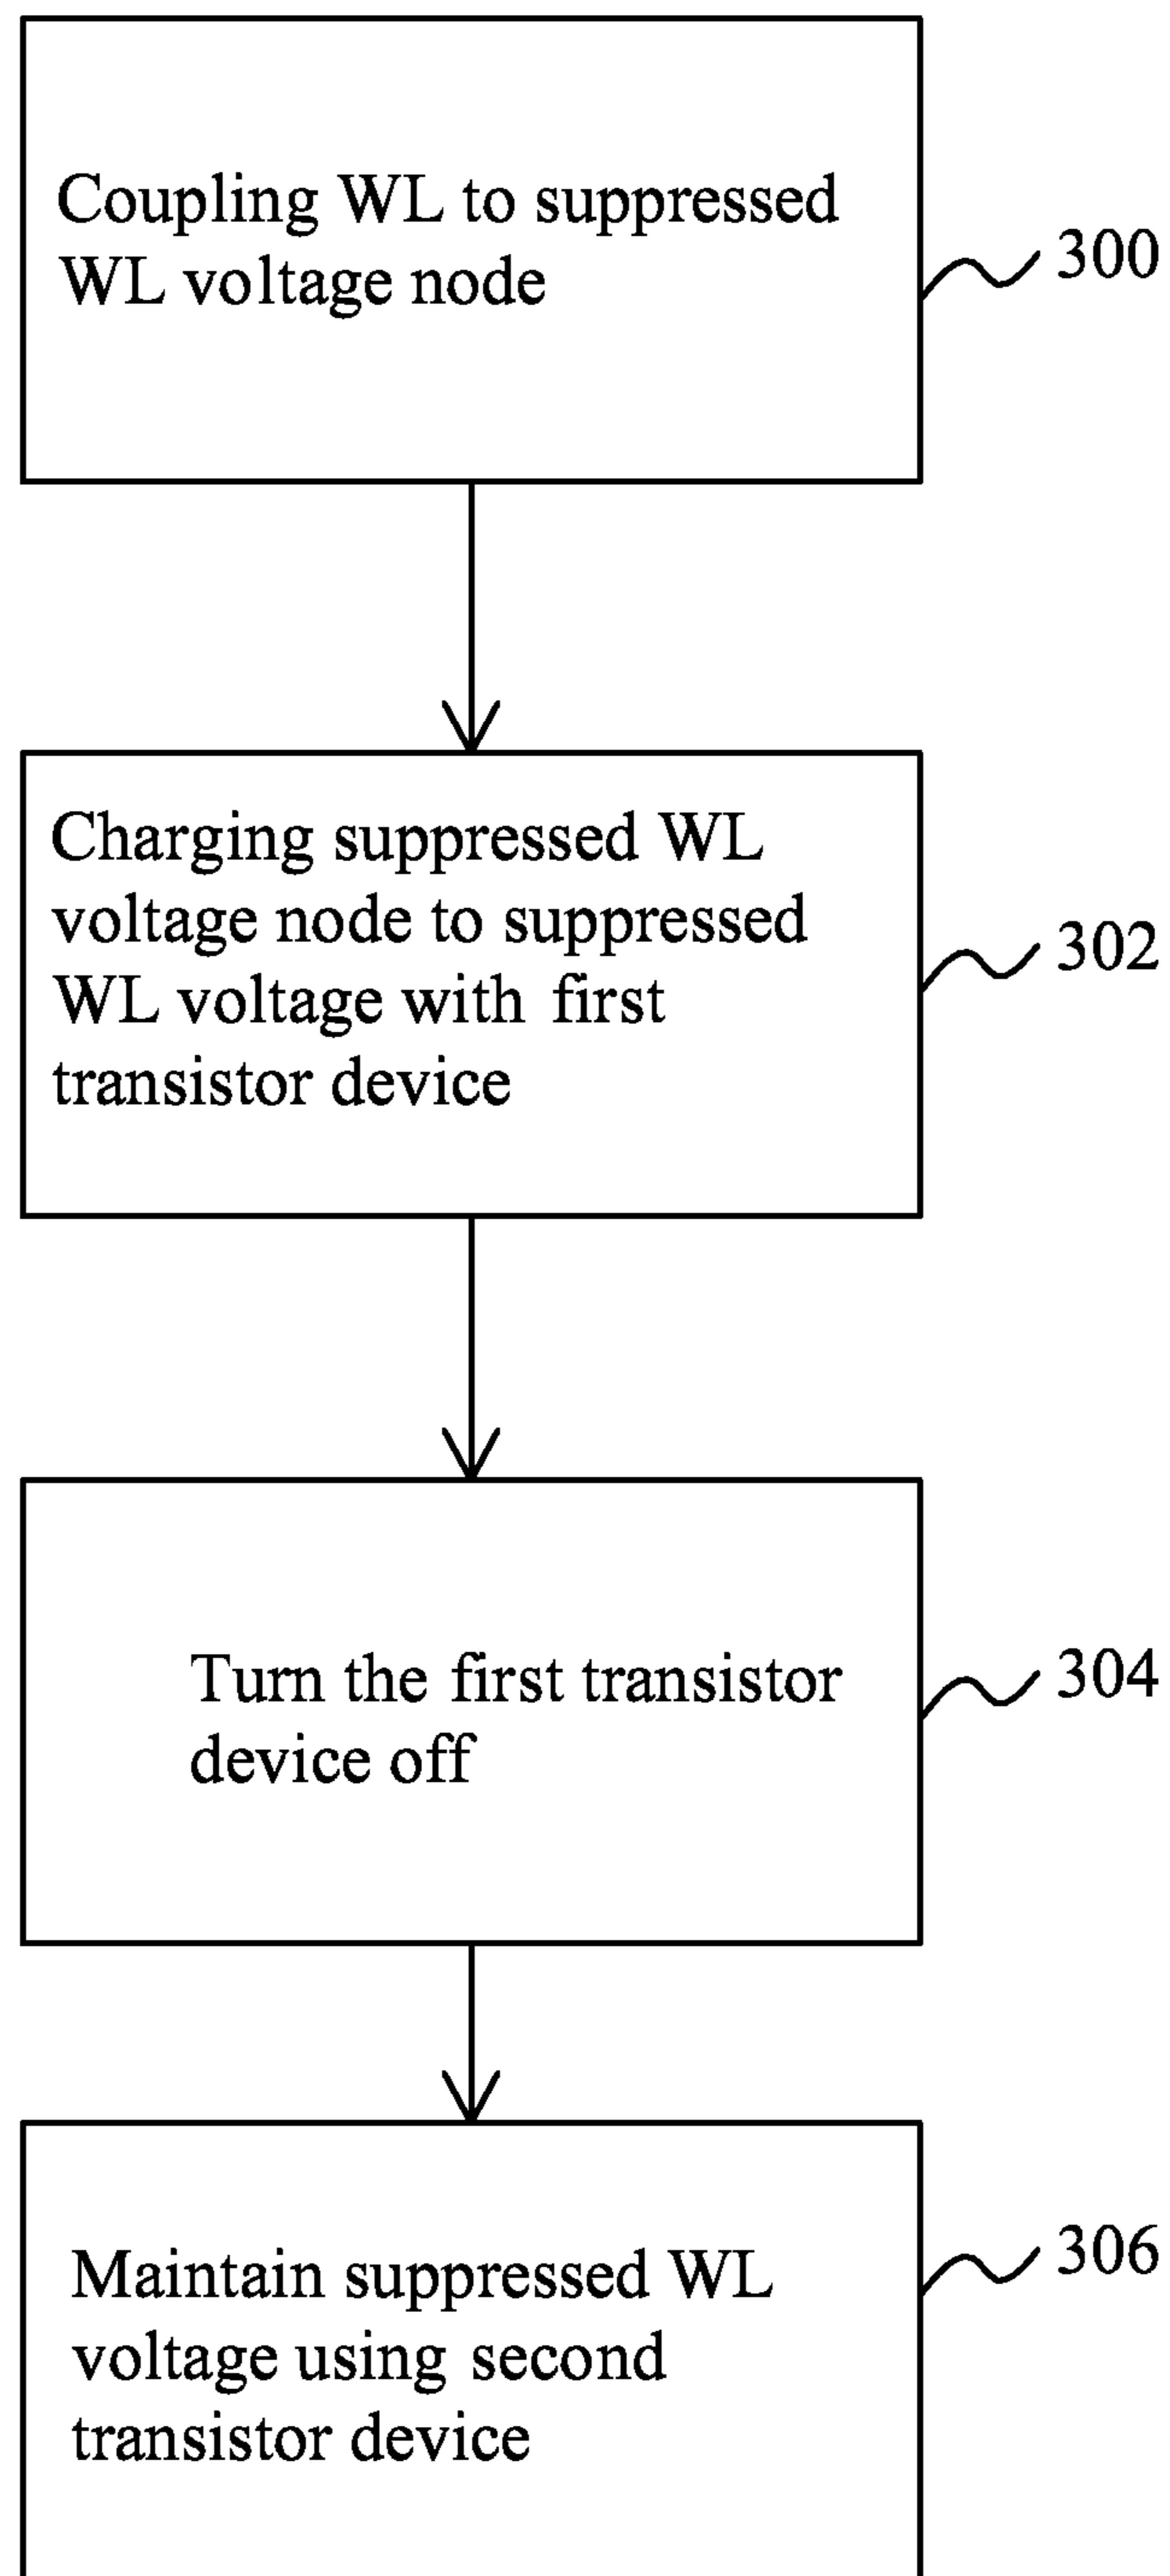 Coupling WL to suppressed
WL voltage node
300
Charging suppressed WL
voltage node to suppressed
WL voltage with first
transistor device
302
Turn the first transistor
device off
304
Maintain suppressed WL
voltage using second
transistor device
306